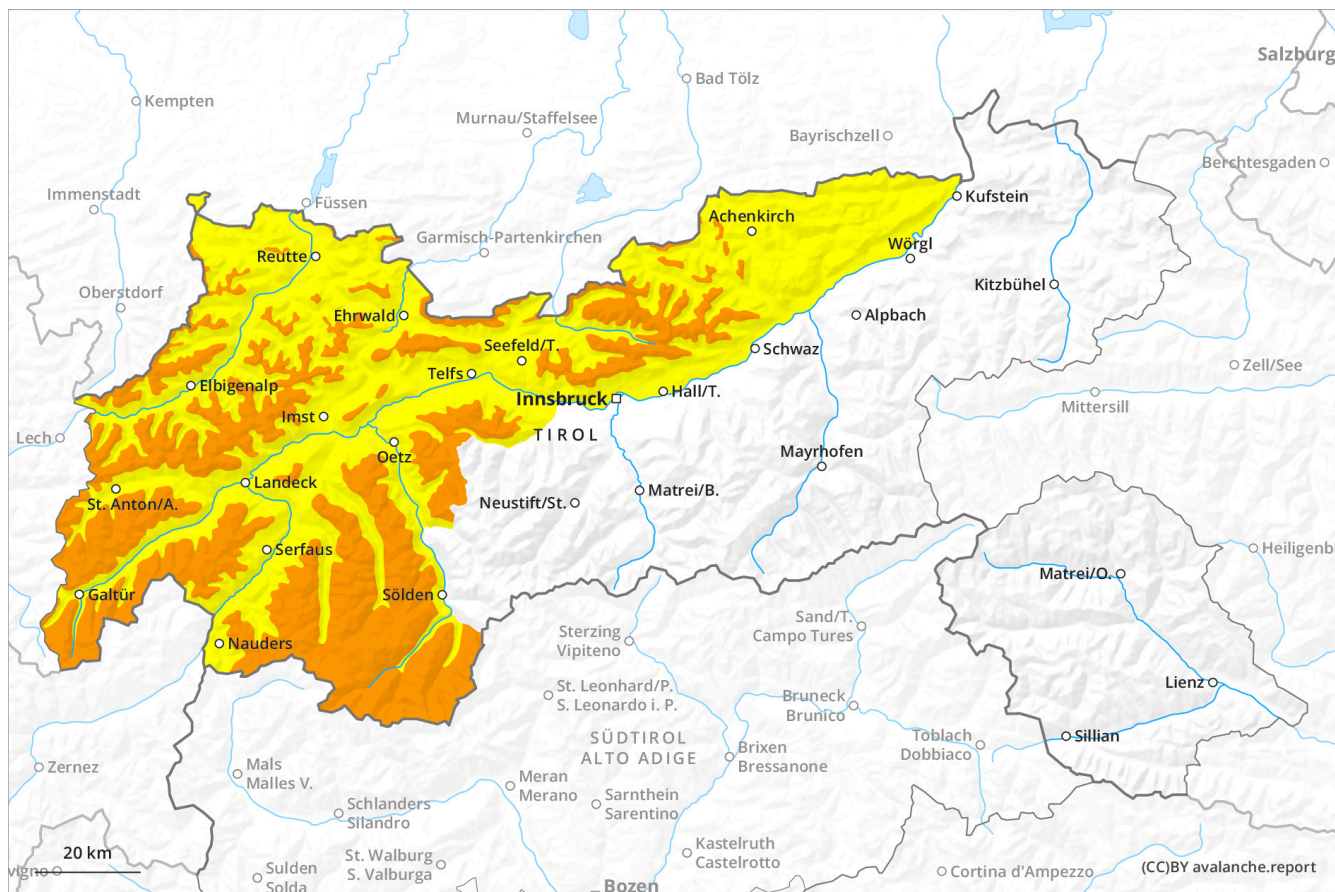 Salzburg
Bad Tölz
Kempten
Murnau/Staffelsee
Bayrischzell
Berchtesgaden
Immenstadt
Füssen
Kufstein
Achenkirch
Garmisch-Partenkirchen
Wörgl
Reutte
Kitzbühel
Oberstdorf
Ehrwald
Alpbach
Seefeld/T.
Schwaz
Zell/See
Telfs
Elbigenalp
Hall/T.
Innsbruck
Mittersill
Imst
Lech
TIROL
Mayrhofen
Oetz
Landeck
Matrei/B.
St. Anton/A.
Neustift/St.
Serfaus
Heiligenb
Matrei/O.
Galtür
Sölden
Sand/T.
Campo Tures
Sterzing
Vipiteno
Nauders
Lienz
St. Leonhard/P.
S. Leonardo i. P.
Bruneck
Brunico
Sillian
Toblach
Dobbiaco
SÜDTIROL
ALTO ADIGE
Brixen
Bressanone
Zernez
Mals
Malles V.
Meran
Merano
Sarnthein
Sarentino
Schlanders
Silandro
Kastelruth
Castelrotto
20 km
St. Walburg
S. Valburga
vigno
Sulden
Solda
Cortina d'Ampezzo
(CC)BY avalanche.report
Bozen